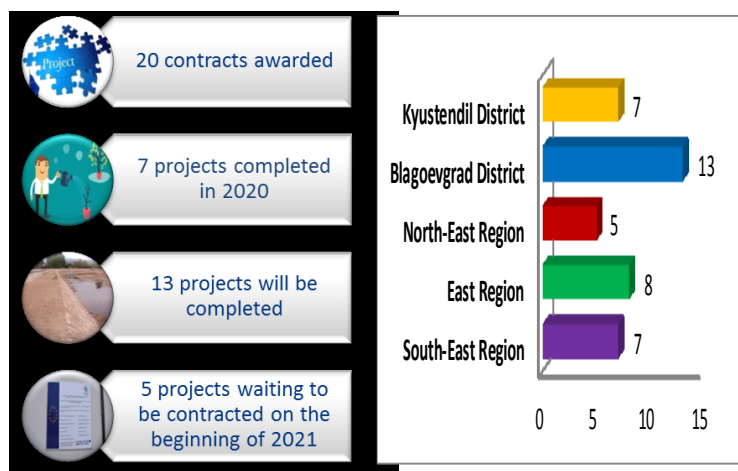 Project
20 contracts awarded
7 projects completed
in 2020
13 projects will be
completed
5 projects waiting to
be contracted on the
beginning of 2021
Kyustendil District
7
Blagoevgrad District
13
North-East Region
5
East Region
8
South-East Region
7
0 5 10 15